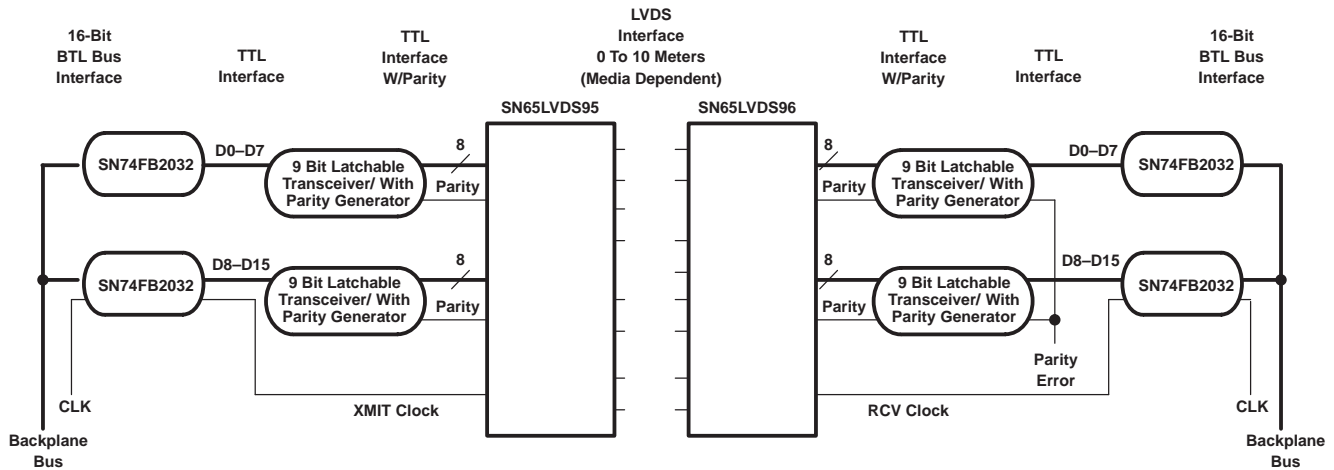 LVDS
Interface
0 To 10 Meters
(Media Dependent)
16-Bit
BTL Bus
Interface
TTL
Interface
TTL
Interface
W/Parity
TTL
Interface
W/Parity
TTL
Interface
16-Bit
BTL Bus
Interface
SN65LVDS95
SN65LVDS96
SN74FB2032
D0–D7
9 Bit Latchable
Transceiver/ With
Parity Generator
8
Parity
8
Parity
9 Bit Latchable
Transceiver/ With
Parity Generator
D0–D7
SN74FB2032
SN74FB2032
D8–D15
9 Bit Latchable
Transceiver/ With
Parity Generator
8
Parity
8
Parity
9 Bit Latchable
Transceiver/ With
Parity Generator
D8–D15
SN74FB2032
Parity
Error
CLK
XMIT Clock
RCV Clock
CLK
Backplane
Bus
Backplane
Bus